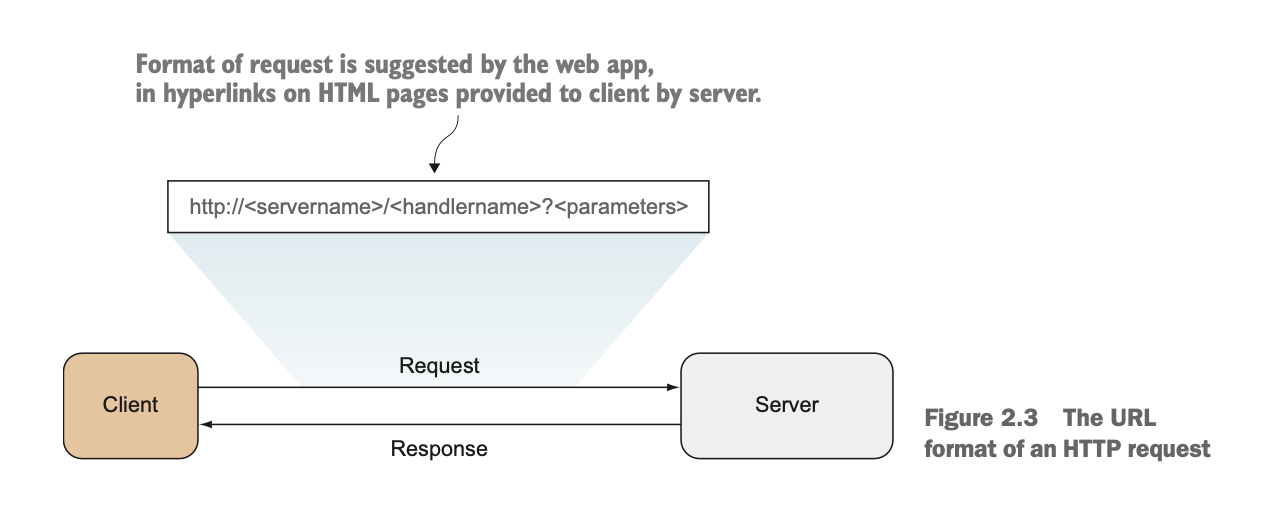 Format of request is suggested by the web app,
in hyperlinks on HTML pages provided to client by server.
http://<servername>/<handlername>?<parameters>
Request
Client
Server
Response
Figure 2.3 The URL
format of an HTTP request